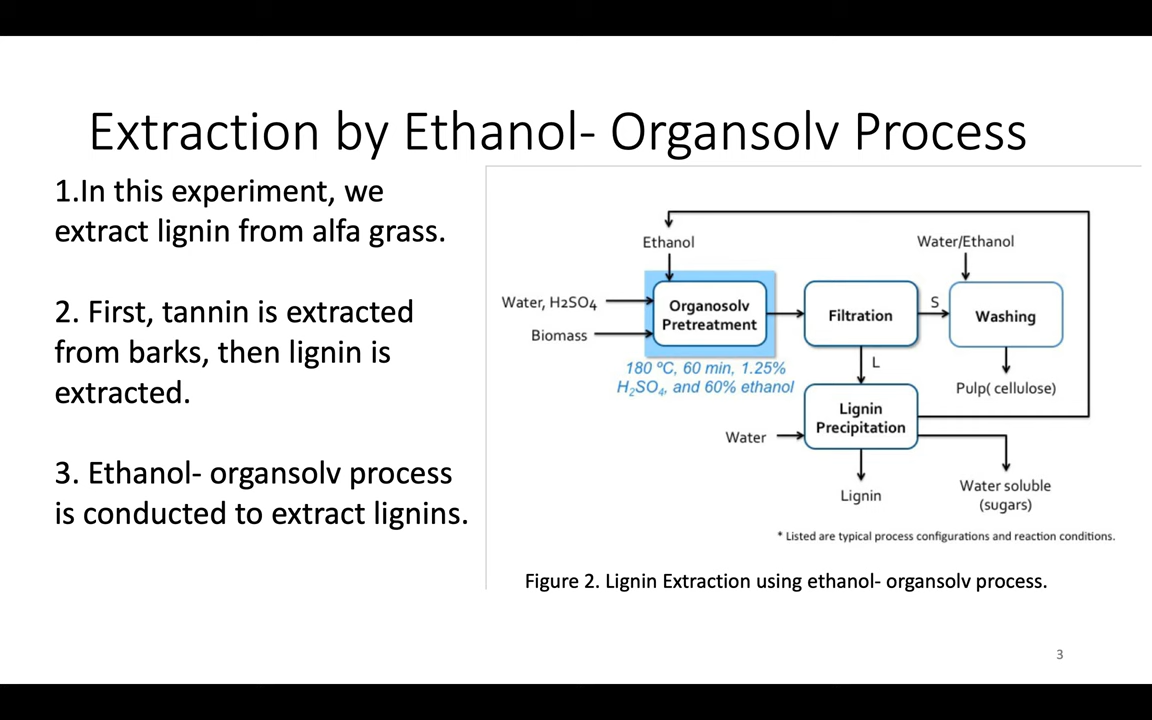 Extraction by Ethanol- Organsolv Process
1.In this experiment, we
extract lignin from alfa grass.
2. First, tannin is extracted
from barks, then lignin is
extracted.
3. Ethanol- organsolv process
is conducted to extract lignins.
Ethanol
Water/Ethanol
Water, H2SO4
Biomass
Organosolv
Pretreatment
Filtration
S
Washing
180 ºC, 60 min, 1.25%
H₂SO₄, and 60% ethanol
L
Pulp( cellulose)
Lignin
Precipitation
Water
Lignin
Water soluble
(sugars)
* Listed are typical process configurations and reaction conditions.
Figure 2. Lignin Extraction using ethanol- organsolv process.
3